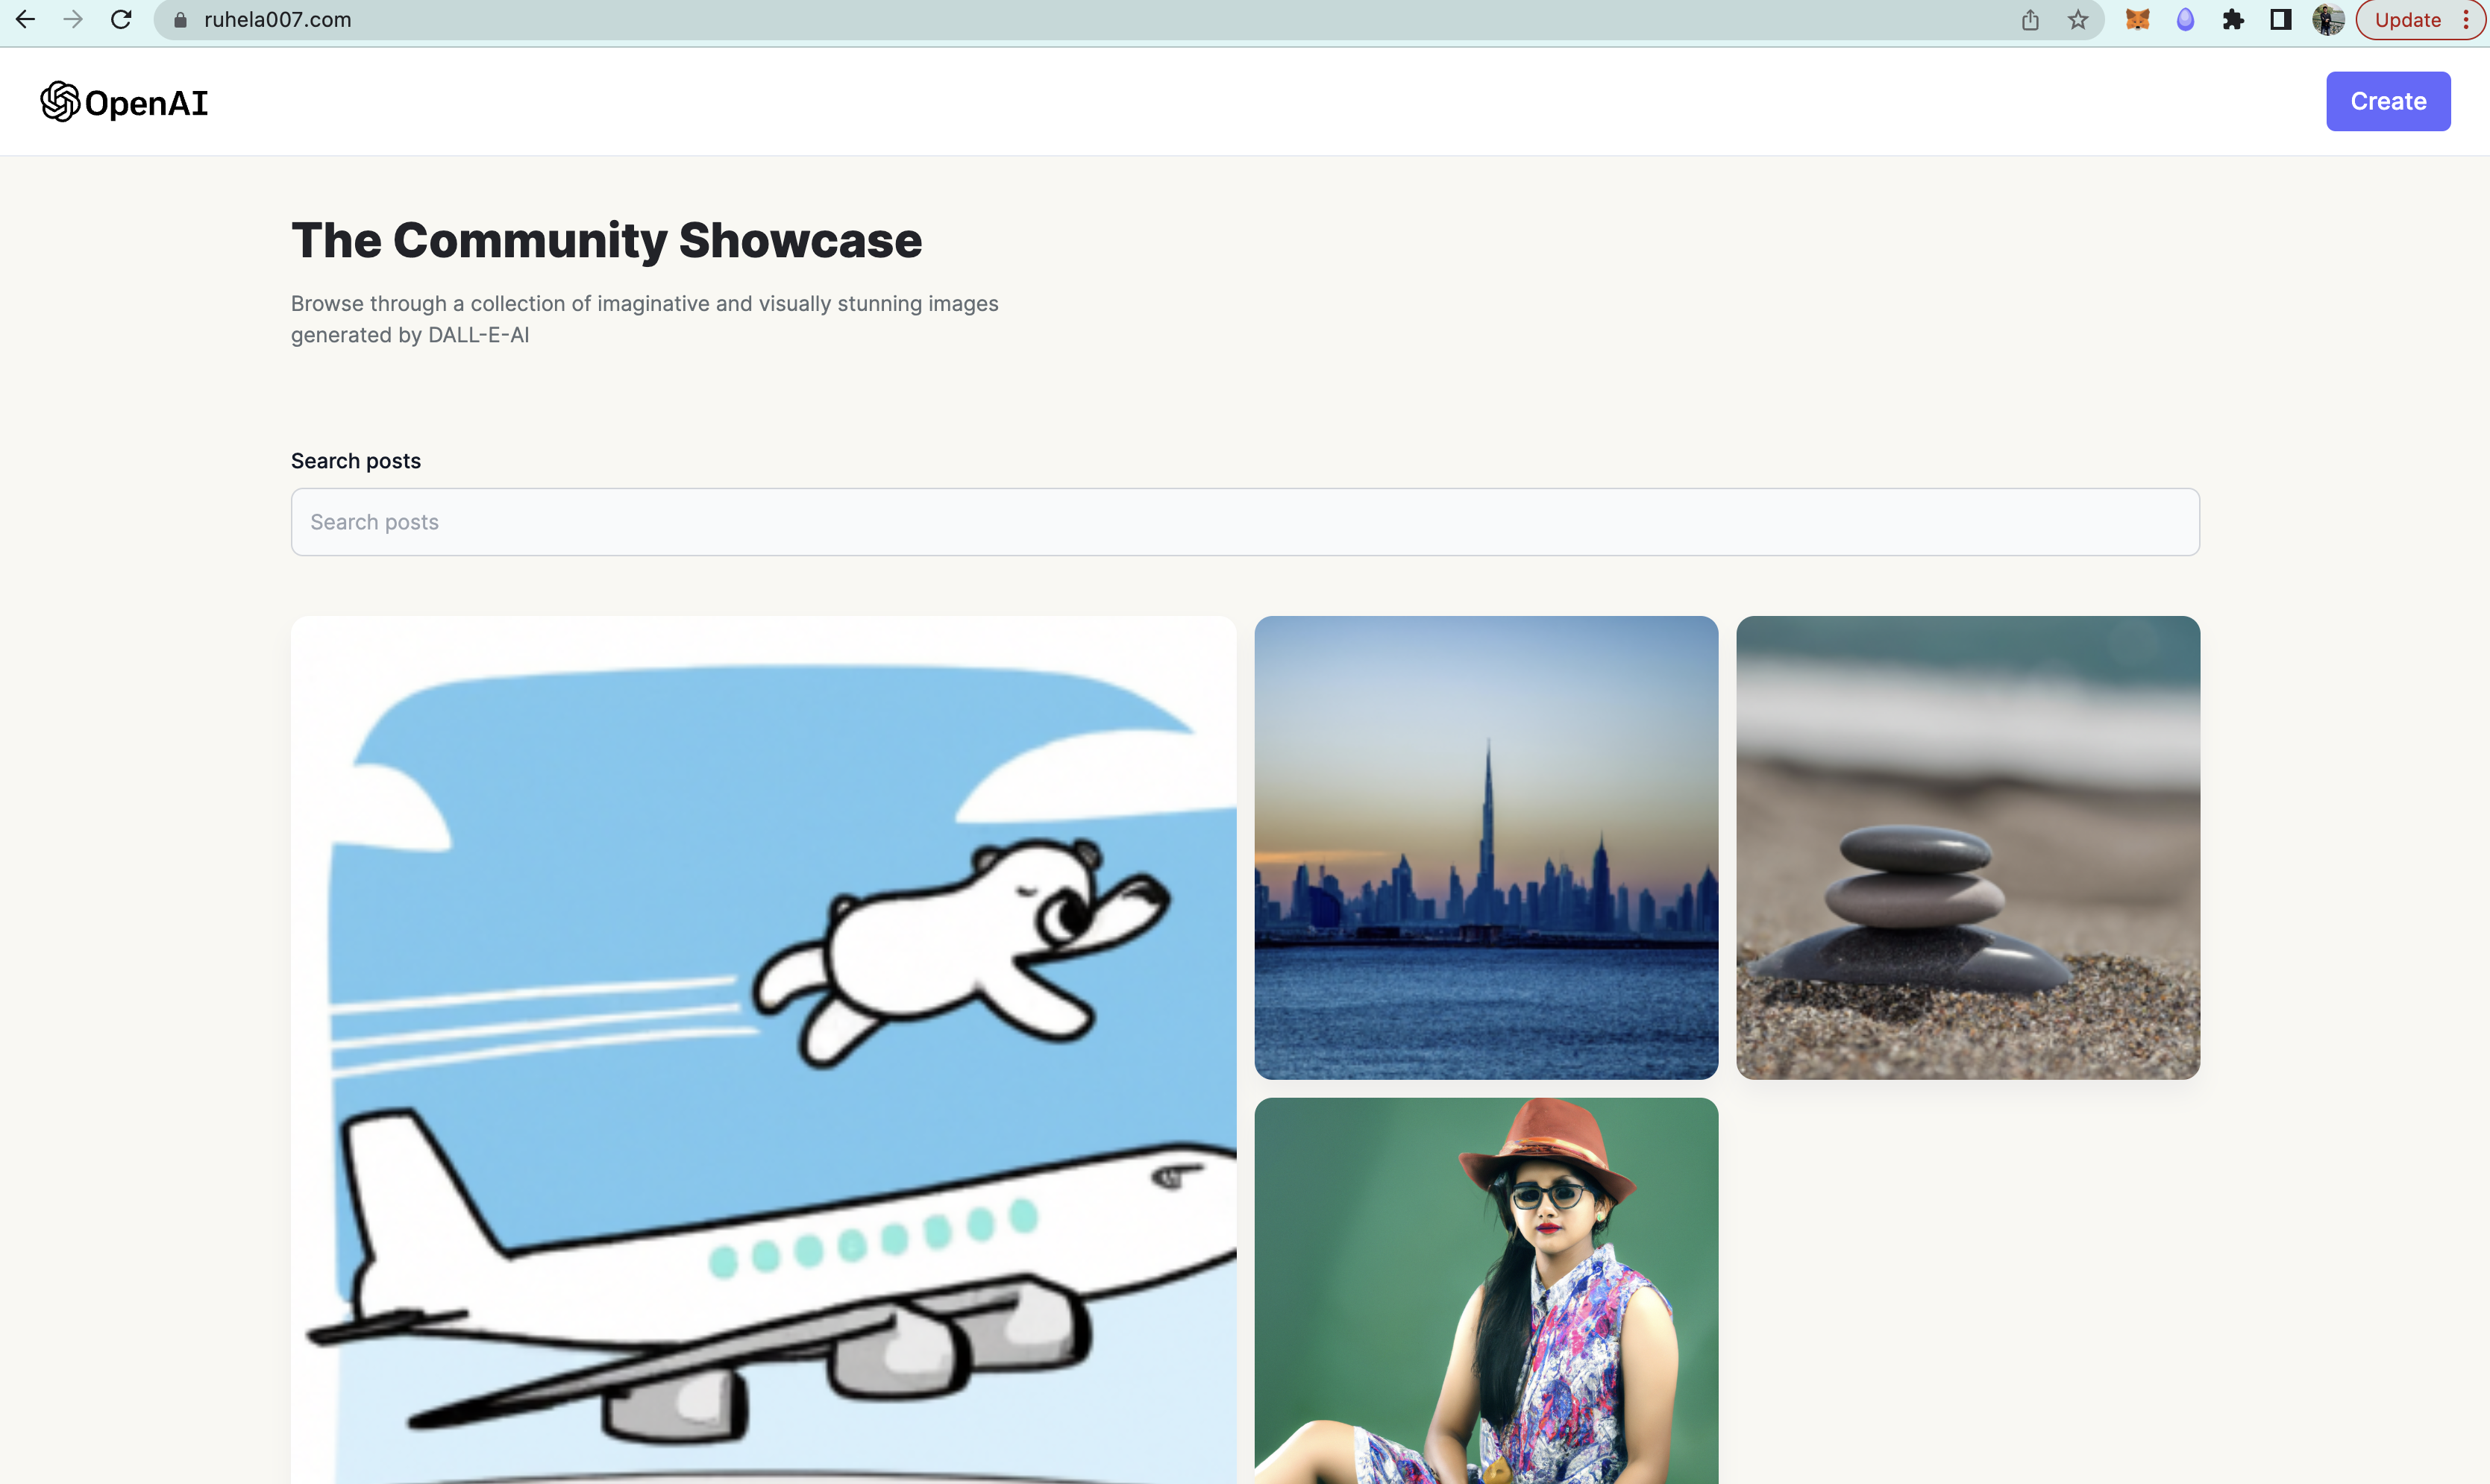 ruhela007.com
Update
OpenAI
Create
The Community Showcase
Browse through a collection of imaginative and visually stunning images
generated by DALL-E-AI
Search posts
Search posts